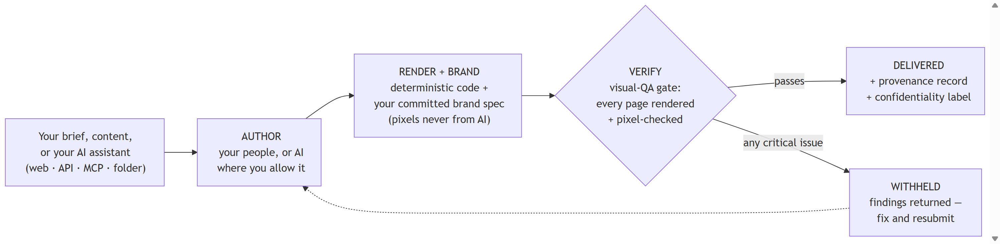 Your brief, content,
or your AI assistant
(web · API · MCP · folder)
AUTHOR
your people, or AI
where you allow it
RENDER + BRAND
deterministic code +
your committed brand spec
(pixels never from AI)
VERIFY
visual-QA gate:
every page rendered
+ pixel-checked
passes
any critical issue
DELIVERED
+ provenance record
+ confidentiality label
WITHHELD
findings returned —
fix and resubmit